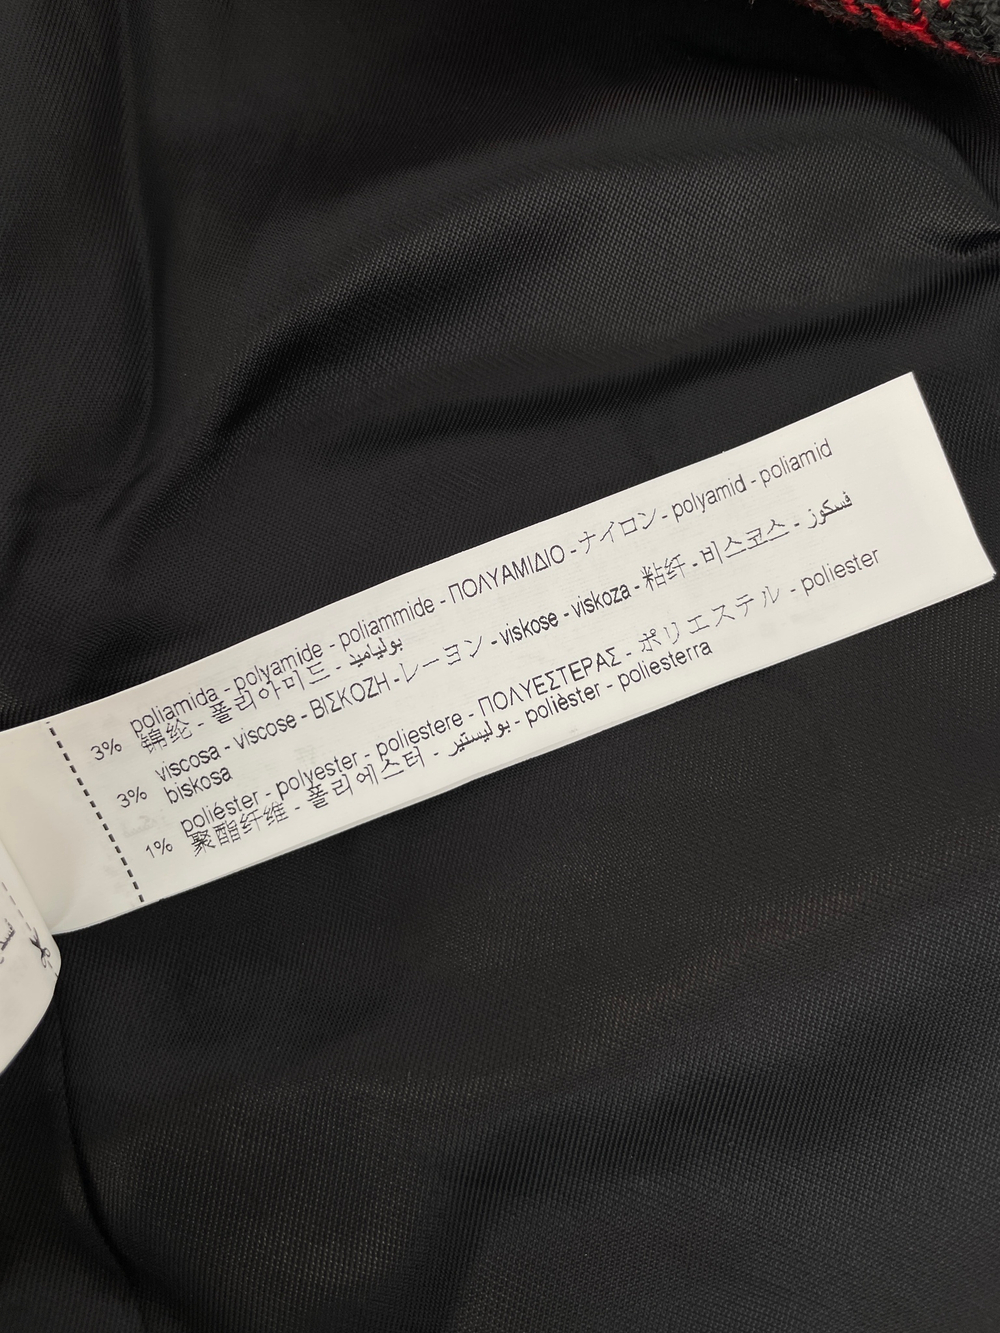 3% poliamida - polyamide - poliammide - ΠΟΛΥΑΜΙΔΙΟ - ナイロン - polyamid - poliamid
锦纶 - 폴리아미드 - بولياميد
3% viscosa - viscose - ΒΙΣΚΟΖΗ - レーヨン - viskose - viskoza - 粘纤 - 비스코스 - فسكوز
biskosa
1% poliéster - polyester - poliestere - ΠΟΛΥΕΣΤΕΡΑΣ - ポリエステル - poliester
聚酯纤维 - 폴리에스터 - بوليستير - polièster - poliesterra